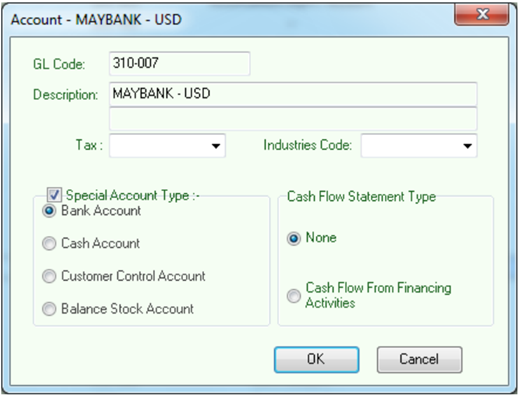 Account - MAYBANK - USD
GL Code: 310-007
Description: MAYBANK - USD
Tax : Industries Code:
Special Account Type :-
Bank Account
Cash Account
Customer Control Account
Balance Stock Account
Cash Flow Statement Type
None
Cash Flow From Financing
Activities
OK Cancel